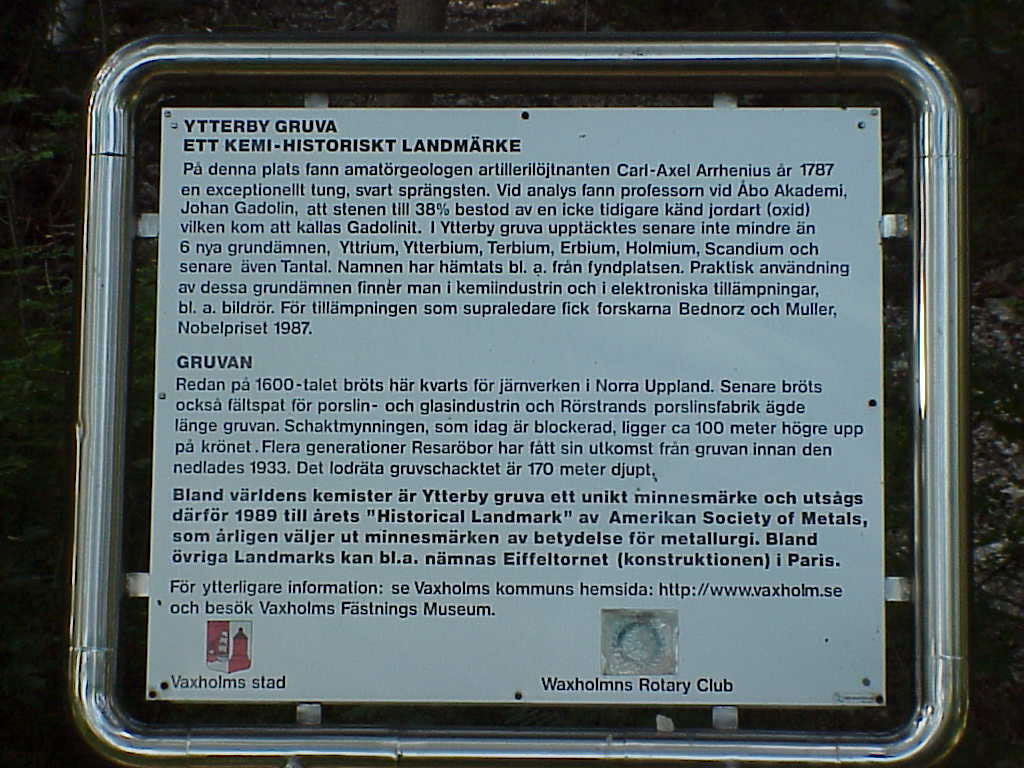 YTTERBY GRUVA
ETT KEMI-HISTORISKT LANDMÄRKE
På denna plats fann amatörgeologen artillerilöjtnanten Carl-Axel Arrhenius år 1787
en exceptionellt tung, svart sprängsten. Vid analys fann professorn vid Åbo Akademi,
Johan Gadolin, att stenen till 38% bestod av en icke tidigare känd jordart (oxid)
vilken kom att kallas Gadolinit. I Ytterby gruva upptäcktes senare inte mindre än
6 nya grundämnen, Yttrium, Ytterbium, Terbium, Erbium, Holmium, Scandium och
senare även Tantal. Namnen har hämtats bl. a. från fyndplatsen. Praktisk användning
av dessa grundämnen finner man i kemiindustrin och i elektroniska tillämpningar,
bl. a. bildrör. För tillämpningen som supraledare fick forskarna Bednorz och Muller,
Nobelpriset 1987.
GRUVAN
Redan på 1600-talet bröts här kvarts för järnverken i Norra Uppland. Senare bröts
också fältspat för porslin- och glasindustrin och Rörstrands porslinsfabrik ägde
länge gruvan. Schaktmynningen, som idag är blockerad, ligger ca 100 meter högre upp
på krönet. Flera generationer Resaröbor har fått sin utkomst från gruvan innan den
nedlades 1933. Det lodräta gruvschacktet är 170 meter djupt.
Bland världens kemister är Ytterby gruva ett unikt minnesmärke och utsågs
därför 1989 till årets "Historical Landmark" av Amerikan Society of Metals,
som årligen väljer ut minnesmärken av betydelse för metallurgi. Bland
övriga Landmarks kan bl.a. nämnas Eiffeltornet (konstruktionen) i Paris.
För ytterligare information: se Vaxholms kommuns hemsida: http://www.vaxholm.se
och besök Vaxholms Fästnings Museum.
Vaxholms stad
Waxholmns Rotary Club